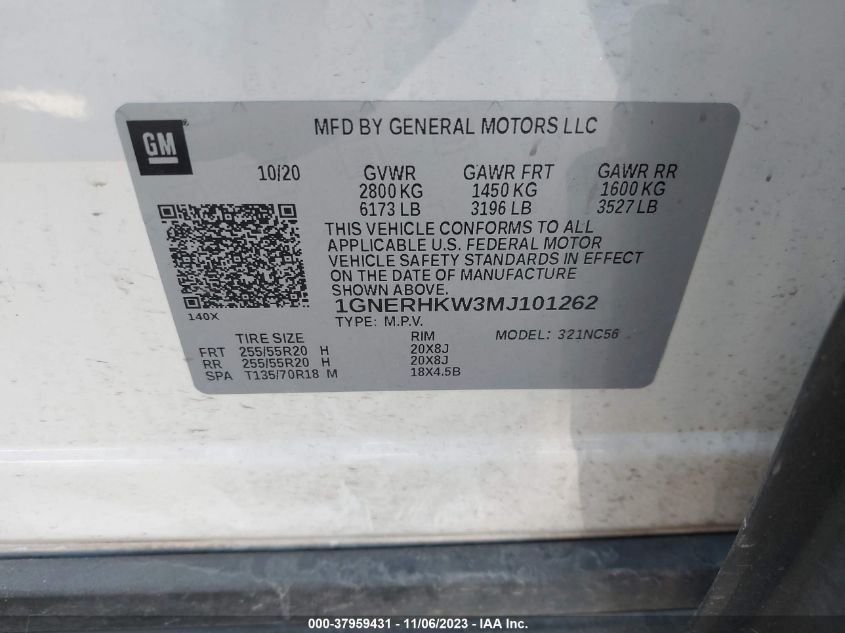 GM
MFD BY GENERAL MOTORS LLC
10/20 GVWR GAWR FRT GAWR RR
2800 KG 1450 KG 1600 KG
6173 LB 3196 LB 3527 LB
THIS VEHICLE CONFORMS TO ALL
APPLICABLE U.S. FEDERAL MOTOR
VEHICLE SAFETY STANDARDS IN EFFECT
ON THE DATE OF MANUFACTURE
SHOWN ABOVE.
140X
1GNERHKW3MJ101262
TYPE: M.P.V.
TIRE SIZE RIM MODEL: 321NC56
FRT 255/55R20 H 20X8J
RR 255/55R20 H 20X8J
SPA T135/70R18 M 18X4.5B
000-37959431 - 11/06/2023 - IAA Inc.